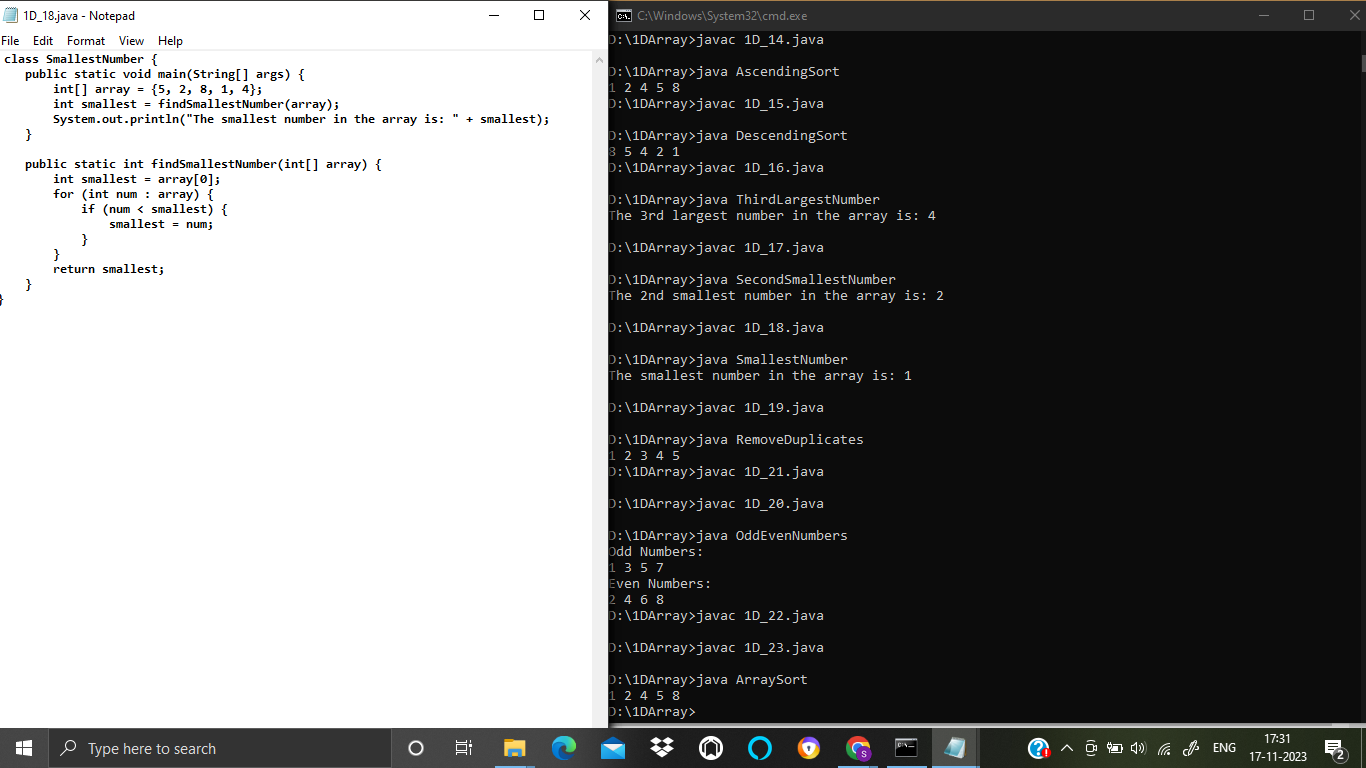 1D_18.java - Notepad
File Edit Format View Help
class SmallestNumber {
public static void main(String[] args) {
int[] array = {5, 2, 8, 1, 4};
int smallest = findSmallestNumber(array);
System.out.println("The smallest number in the array is: " + smallest);
}
public static int findSmallestNumber(int[] array) {
int smallest = array[0];
for (int num : array) {
if (num < smallest) {
smallest = num;
}
}
return smallest;
}
}
C:\Windows\System32\cmd.exe
D:\1DArray>javac 1D_14.java
D:\1DArray>java AscendingSort
1 2 4 5 8
D:\1DArray>javac 1D_15.java
D:\1DArray>java DescendingSort
8 5 4 2 1
D:\1DArray>javac 1D_16.java
D:\1DArray>java ThirdLargestNumber
The 3rd largest number in the array is: 4
D:\1DArray>javac 1D_17.java
D:\1DArray>java SecondSmallestNumber
The 2nd smallest number in the array is: 2
D:\1DArray>javac 1D_18.java
D:\1DArray>java SmallestNumber
The smallest number in the array is: 1
D:\1DArray>javac 1D_19.java
D:\1DArray>java RemoveDuplicates
1 2 3 4 5
D:\1DArray>javac 1D_21.java
D:\1DArray>javac 1D_20.java
D:\1DArray>java OddEvenNumbers
Odd Numbers:
1 3 5 7
Even Numbers:
2 4 6 8
D:\1DArray>javac 1D_22.java
D:\1DArray>javac 1D_23.java
D:\1DArray>java ArraySort
1 2 4 5 8
D:\1DArray>
Type here to search
ENG
17:31
17-11-2023
2